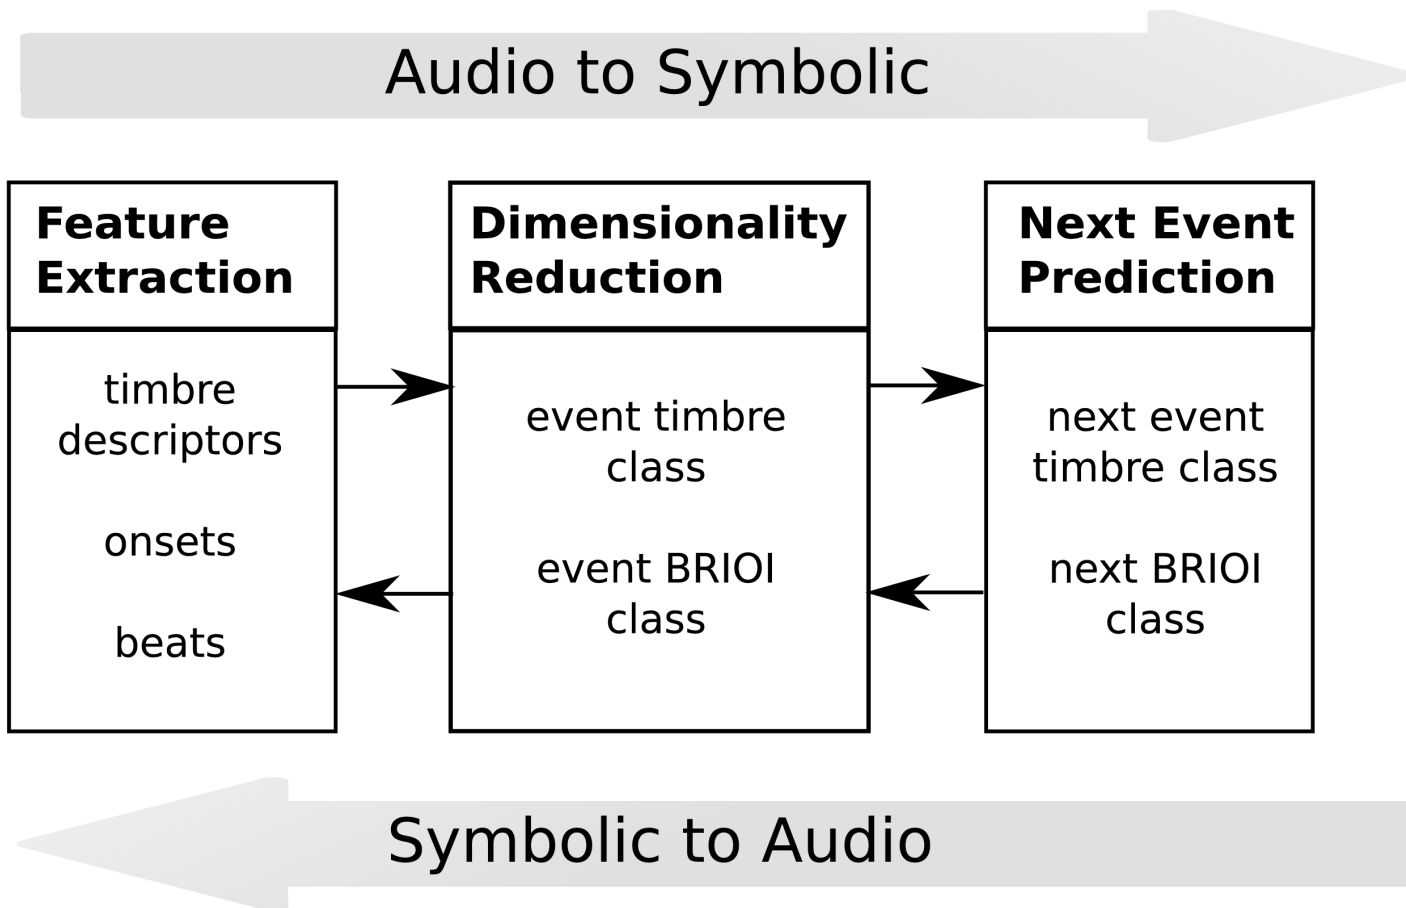 Audio to Symbolic
Feature
Extraction
timbre
descriptors
onsets
beats
Dimensionality
Reduction
event timbre
class
event BRIOI
class
Next Event
Prediction
next event
timbre class
next BRIOI
class
Symbolic to Audio